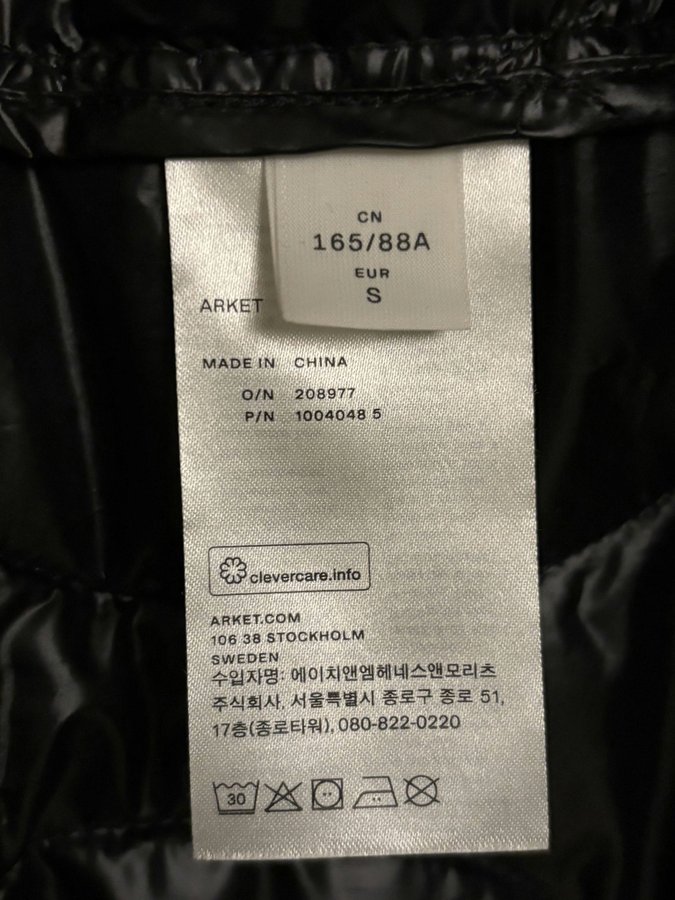 CN
165/88A
EUR
S
ARKET
MADE IN CHINA
O/N 208977
P/N 1004048 5
clevercare.info
ARKET.COM
106 38 STOCKHOLM
SWEDEN
수입자명: 에이치앤엠헤네스앤모리츠
주식회사, 서울특별시 종로구 종로 51,
17층(종로타워), 080-822-0220
30